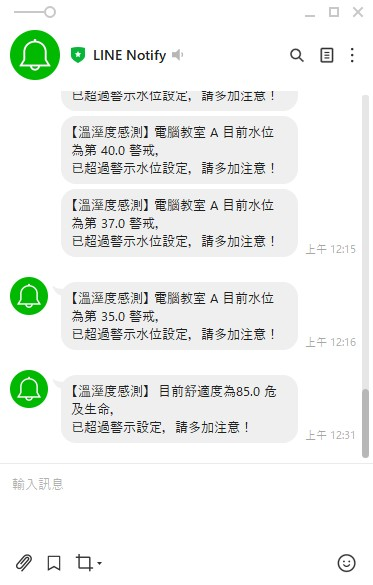 LINE Notify
已超過警示水位設定，請多加注意！
【溫溼度感測】電腦教室 A 目前水位
為第 40.0 警戒，
已超過警示水位設定，請多加注意！
【溫溼度感測】電腦教室 A 目前水位
為第 37.0 警戒，
已超過警示水位設定，請多加注意！
上午 12:15
【溫溼度感測】電腦教室 A 目前水位
為第 35.0 警戒，
已超過警示水位設定，請多加注意！
上午 12:16
【溫溼度感測】 目前舒適度為85.0 危
及生命，
已超過警示設定，請多加注意！
上午 12:31
輸入訊息